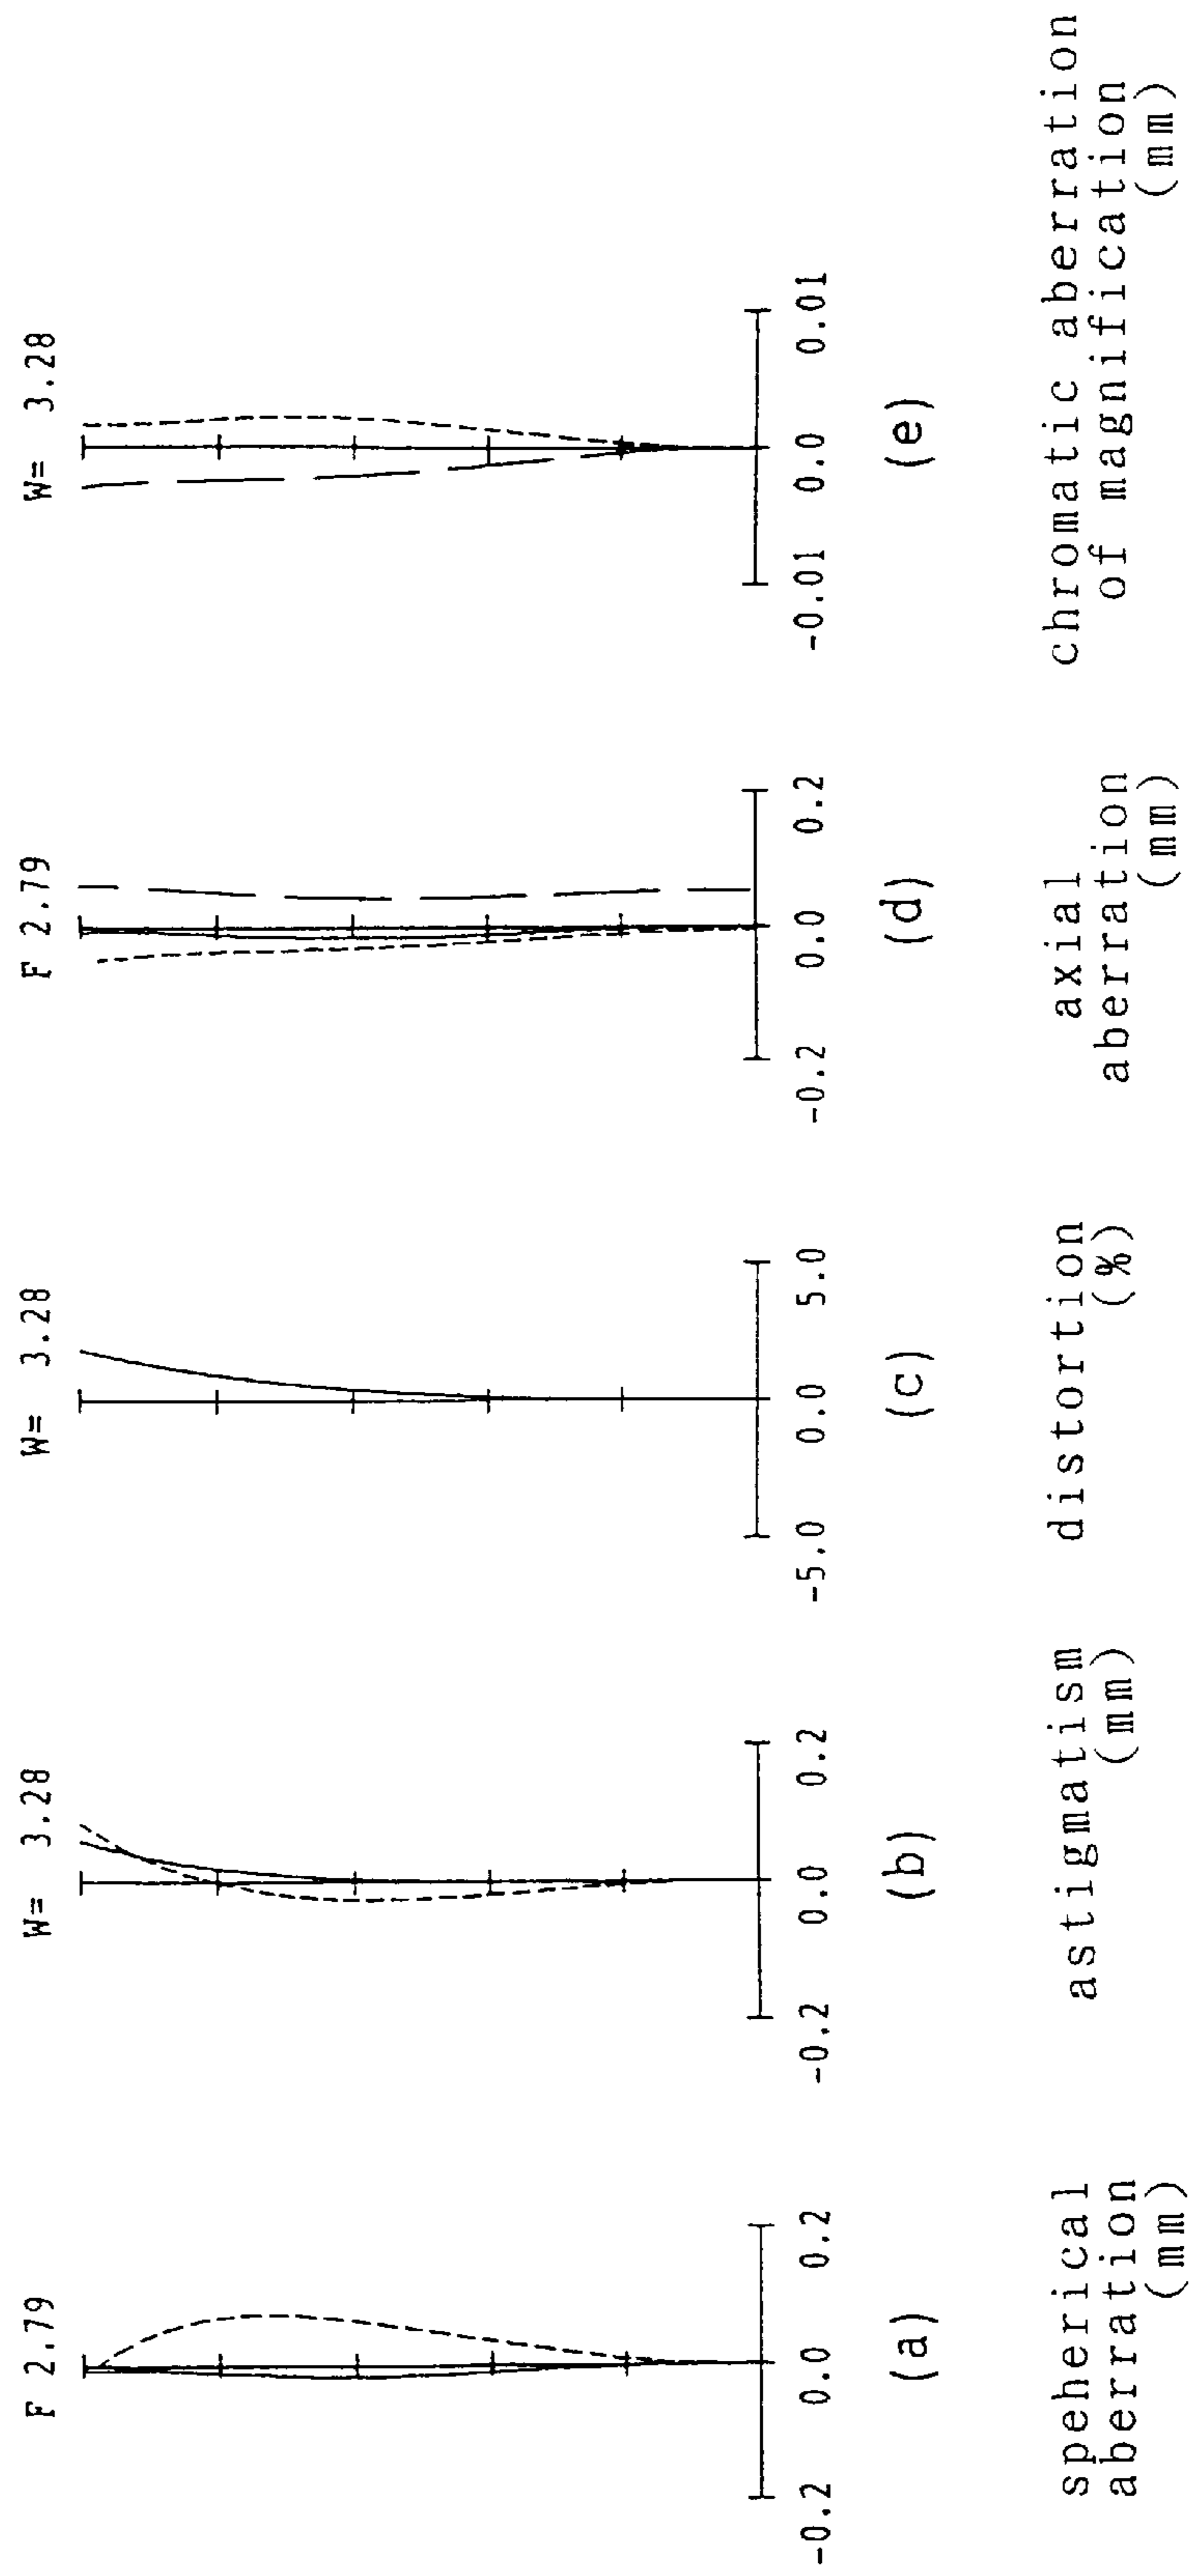 F 2.79
-0.2 0.0 0.2
(a)
speherical
aberration
(mm)
W= 3.28
-0.2 0.0 0.2
(b)
astigmatism
(mm)
W= 3.28
-5.0 0.0 5.0
(c)
distortion
(%)
F 2.79
-0.2 0.0 0.2
(d)
axial
aberration
(mm)
W= 3.28
-0.01 0.0 0.01
(e)
chromatic aberration
of magnification
(mm)